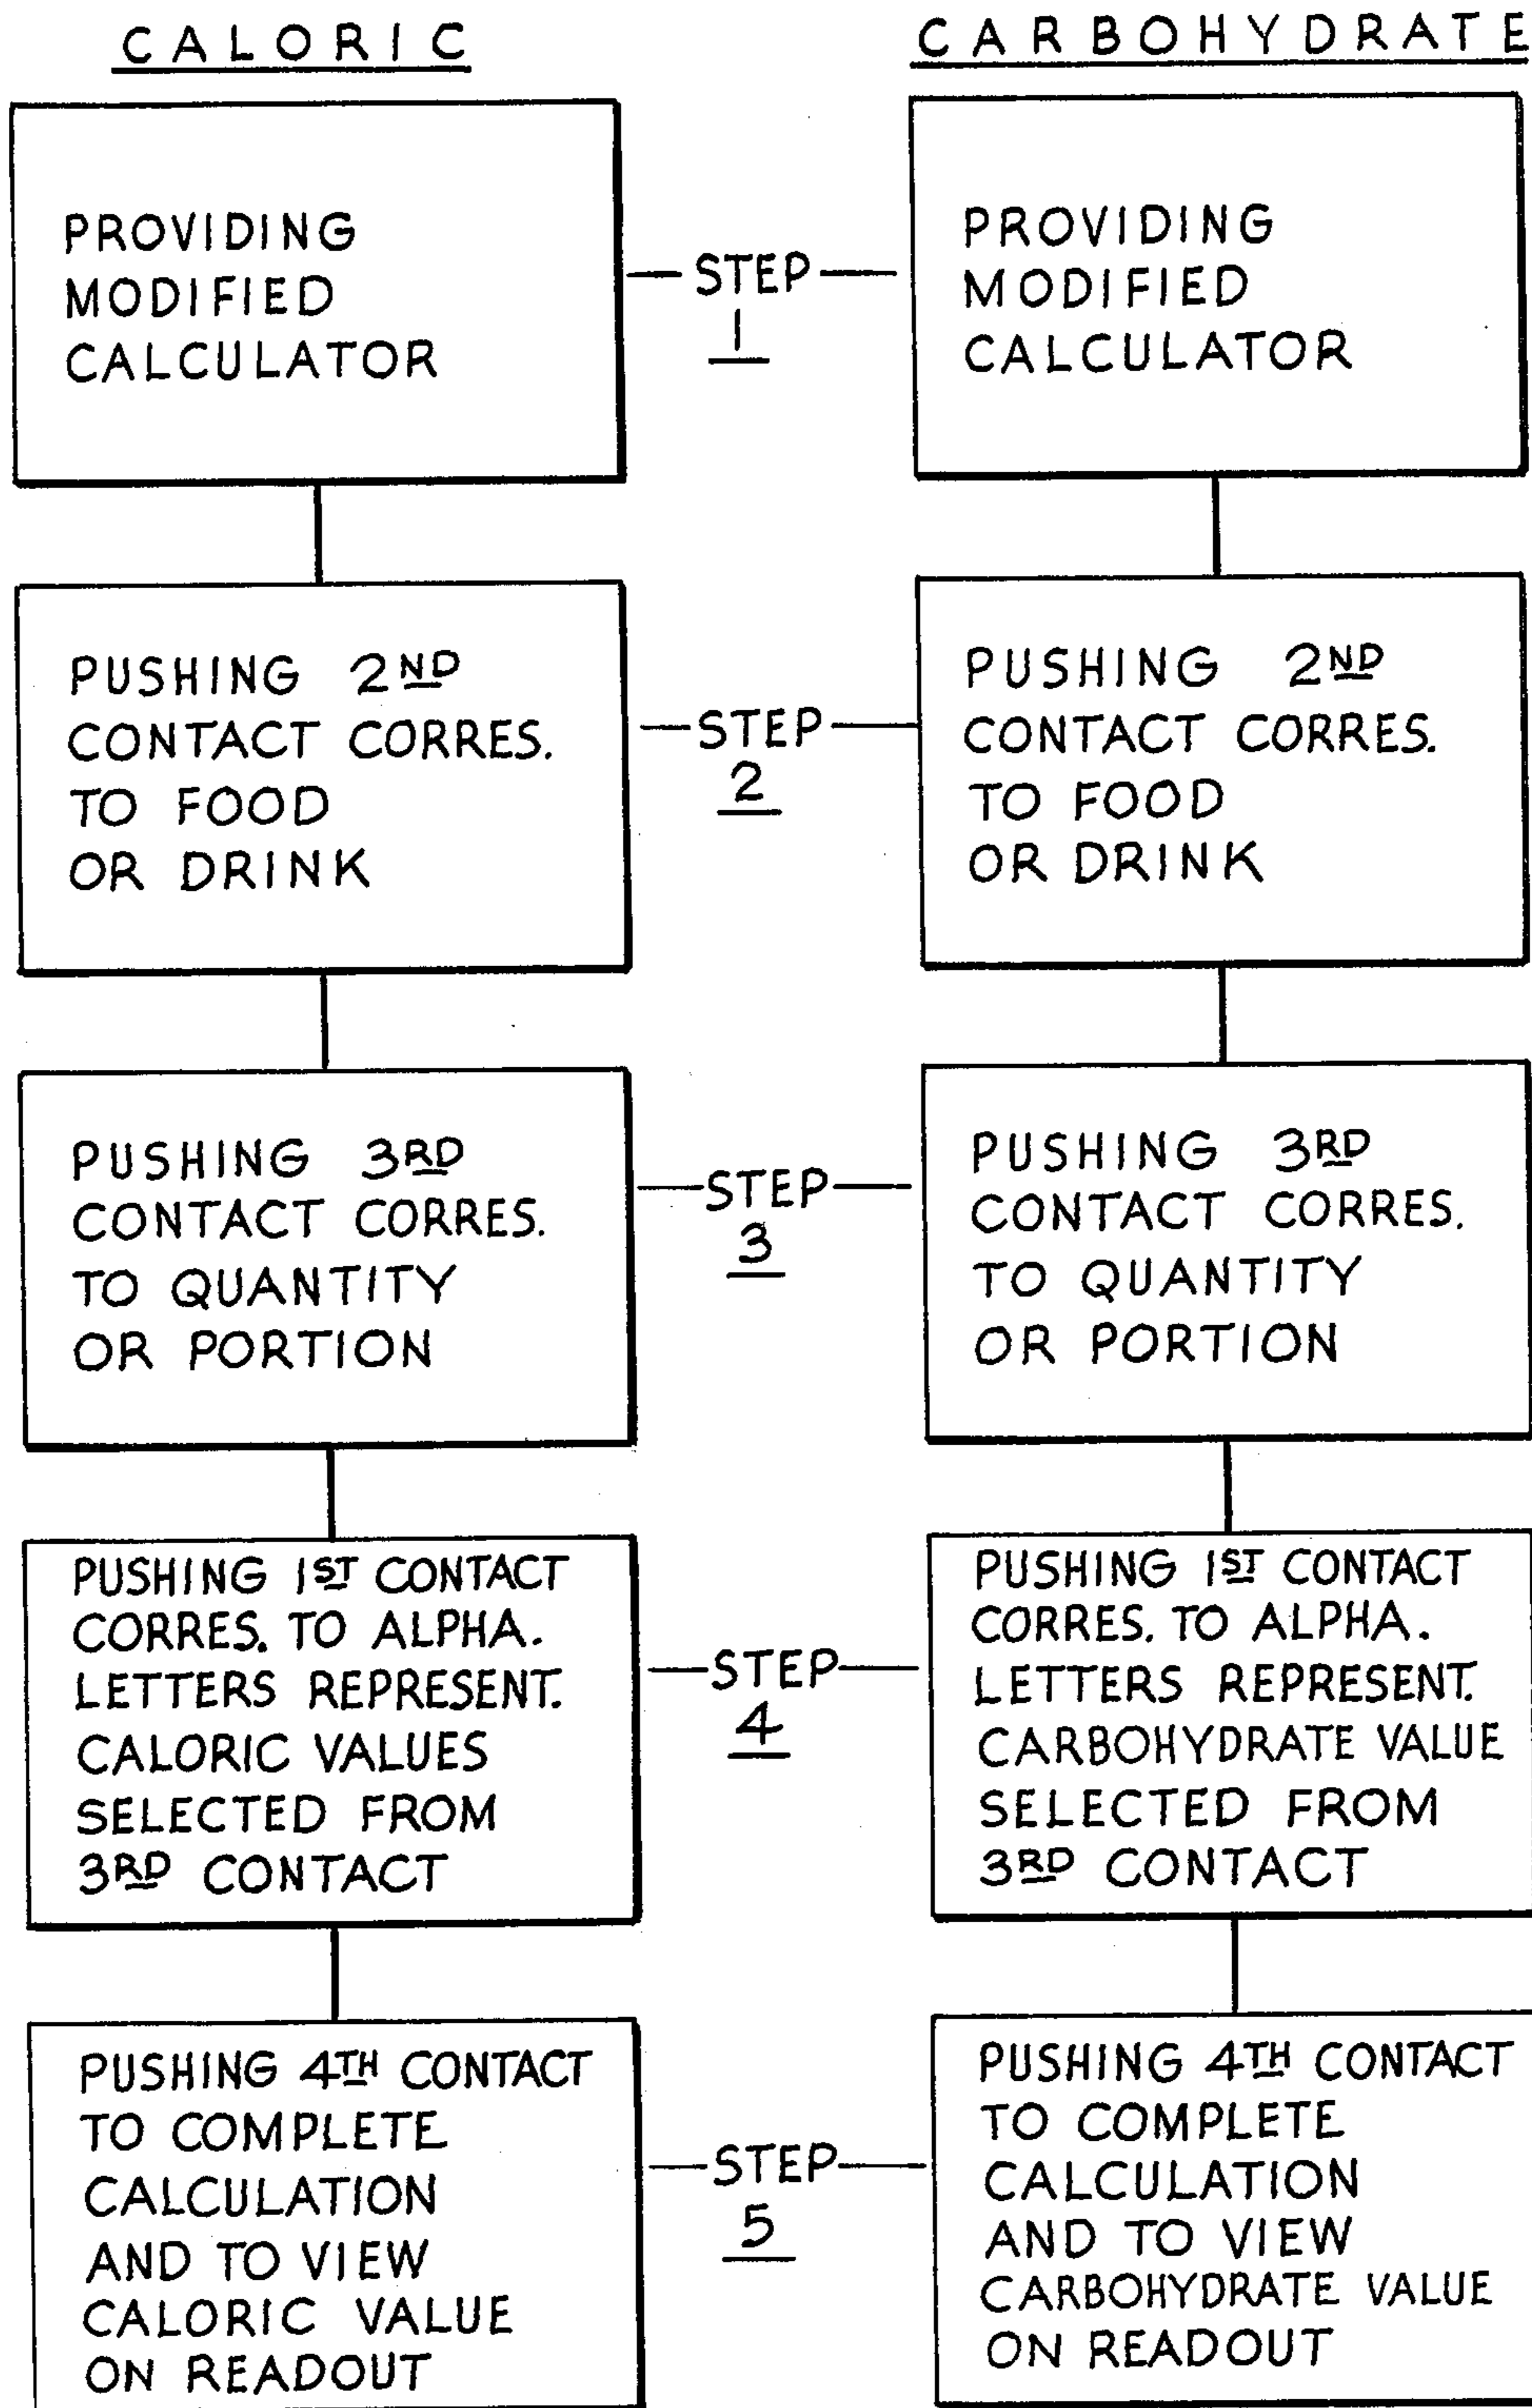 CALORIC
PROVIDING
MODIFIED
CALCULATOR
PUSHING 2ND
CONTACT CORRES.
TO FOOD
OR DRINK
PUSHING 3RD
CONTACT CORRES.
TO QUANTITY
OR PORTION
PUSHING 1ST CONTACT
CORRES. TO ALPHA.
LETTERS REPRESENT.
CALORIC VALUES
SELECTED FROM
3RD CONTACT
PUSHING 4TH CONTACT
TO COMPLETE
CALCULATION
AND TO VIEW
CALORIC VALUE
ON READOUT
STEP
1
STEP
2
STEP
3
STEP
4
STEP
5
CARBOHYDRATE
PROVIDING
MODIFIED
CALCULATOR
PUSHING 2ND
CONTACT CORRES.
TO FOOD
OR DRINK
PUSHING 3RD
CONTACT CORRES.
TO QUANTITY
OR PORTION
PUSHING 1ST CONTACT
CORRES. TO ALPHA.
LETTERS REPRESENT.
CARBOHYDRATE VALUE
SELECTED FROM
3RD CONTACT
PUSHING 4TH CONTACT
TO COMPLETE
CALCULATION
AND TO VIEW
CARBOHYDRATE VALUE
ON READOUT